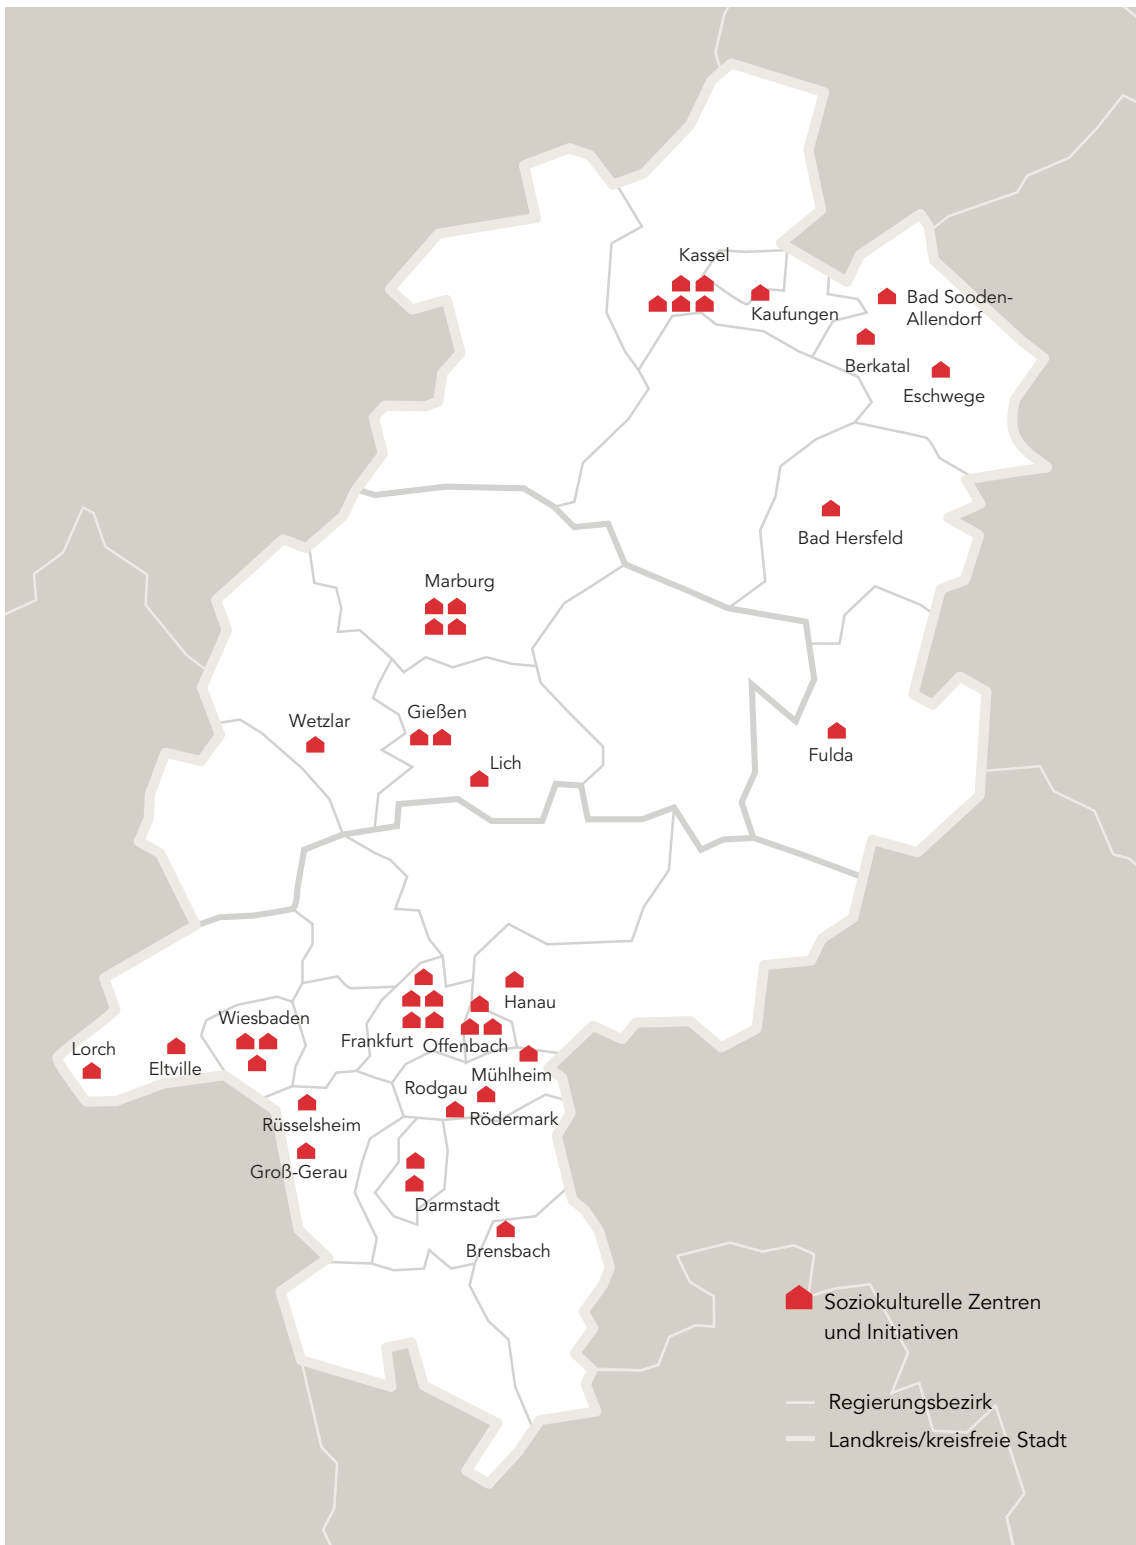 Kassel
Kaufungen
Bad Sooden-
Allendorf
Berkatal
Eschwege
Bad Hersfeld
Marburg
Wetzlar
Gießen
Lich
Fulda
Hanau
Wiesbaden
Frankfurt
Offenbach
Lorch
Eltville
Mühlheim
Rodgau
Rödermark
Rüsselsheim
Groß-Gerau
Darmstadt
Brensbach
Soziokulturelle Zentren
und Initiativen
Regierungsbezirk
Landkreis/kreisfreie Stadt